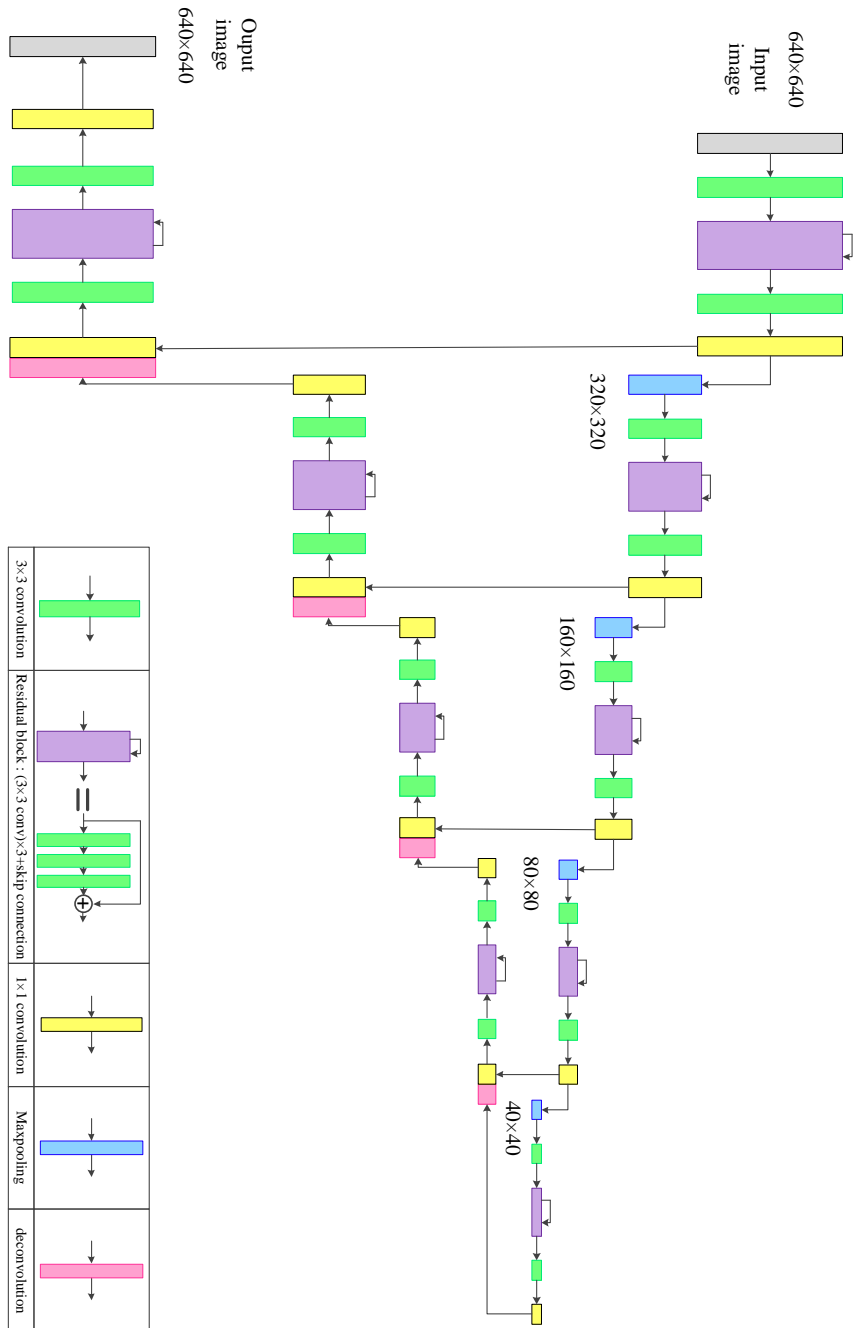 640×640
Input
image
Ouput
image
640×640
320×320
160×160
80×80
40×40
3×3 convolution
Residual block : (3×3 conv)×3+skip connection
1×1 convolution
Maxpooling
deconvolution